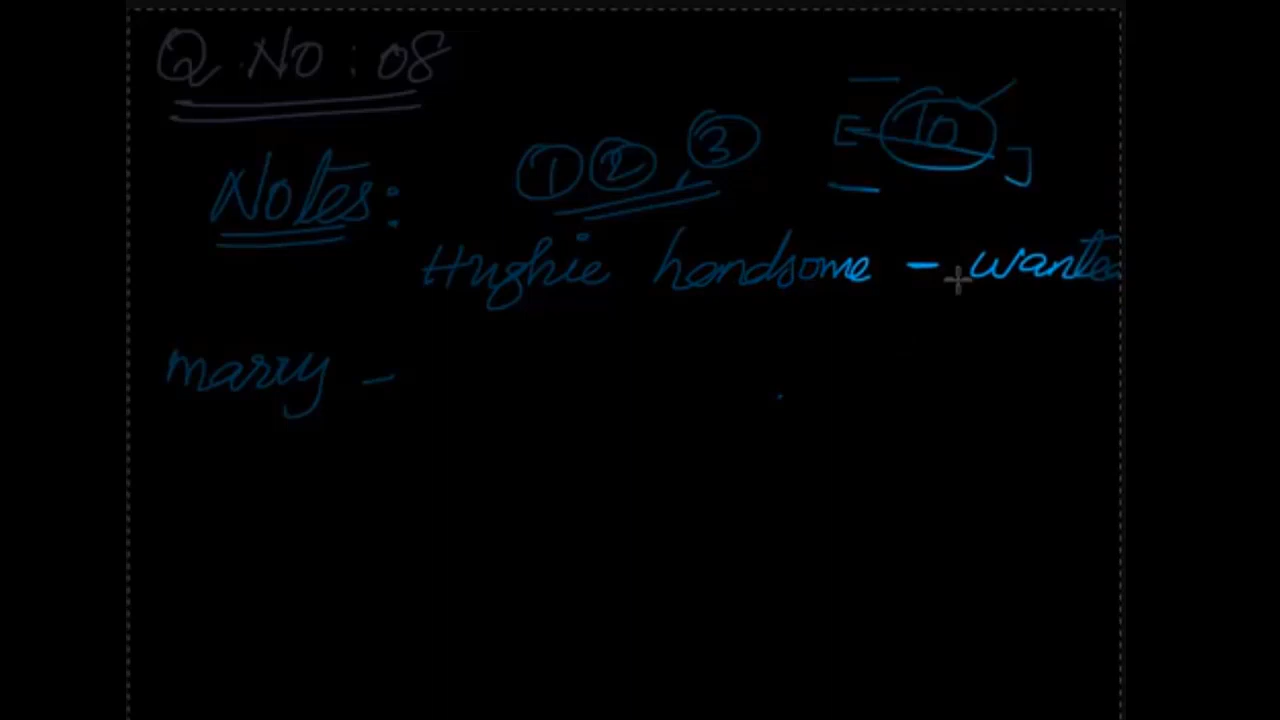 Q. No : 08
Notes: 1 2, 3 [10]
Hughie handsome - wanted
marry -